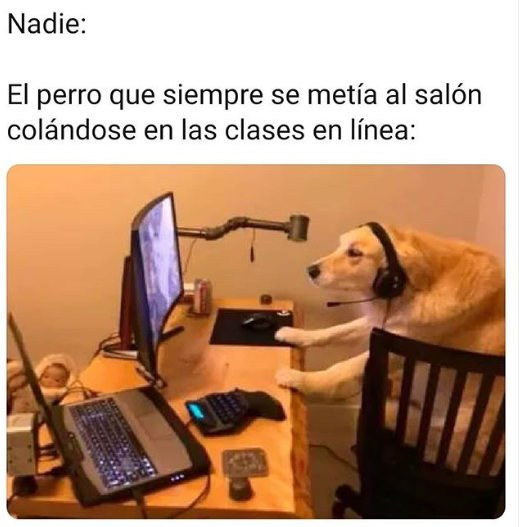 Nadie:
El perro que siempre se metía al salón
colándose en las clases en línea: